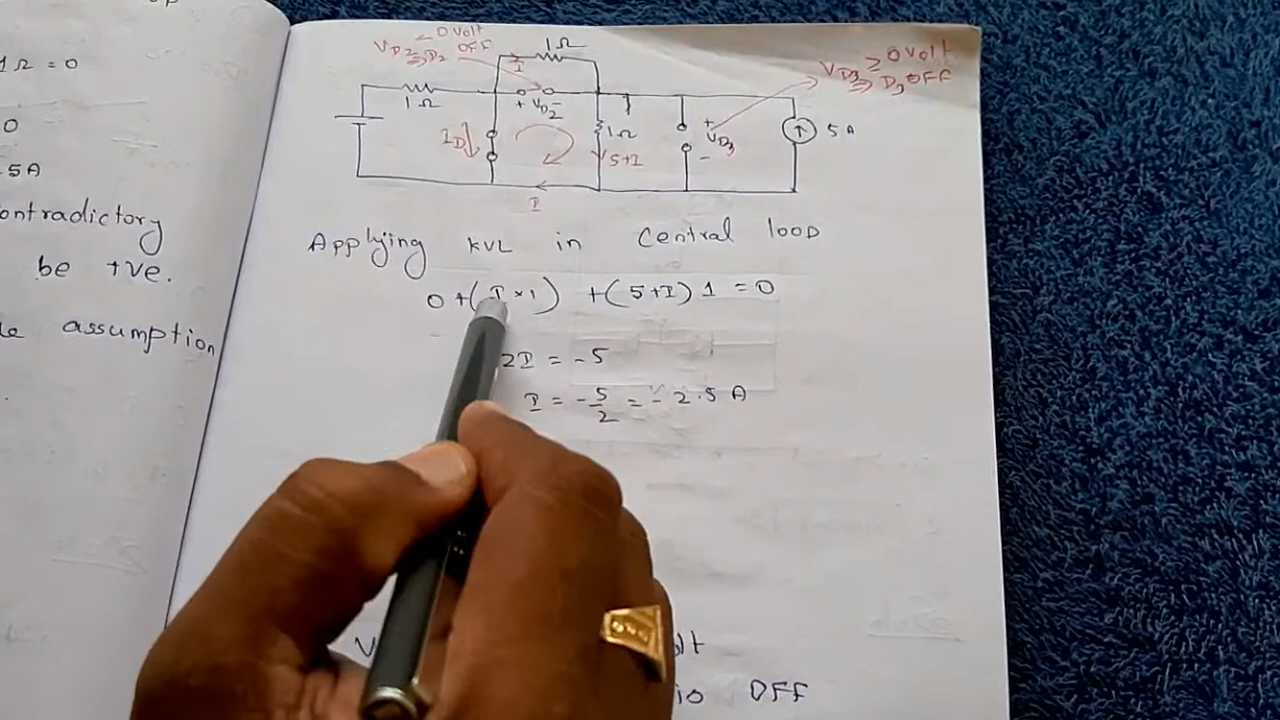 1Ω = 0
0
5A
ontradictory
be +ve.
assumption
VD2 ≤ 0 volt
⇒ D2 OFF
I
1Ω
VD3 ≥ 0 volt
⇒ D3 OFF
1Ω
+ VD2 -
ID
1Ω
5+I
+
VD3
-
5 A
I
Applying KVL in central loop
0 + (I × 1) + (5+I) 1 = 0
2I = -5
I = -5/2 = -2.5 A
OFF